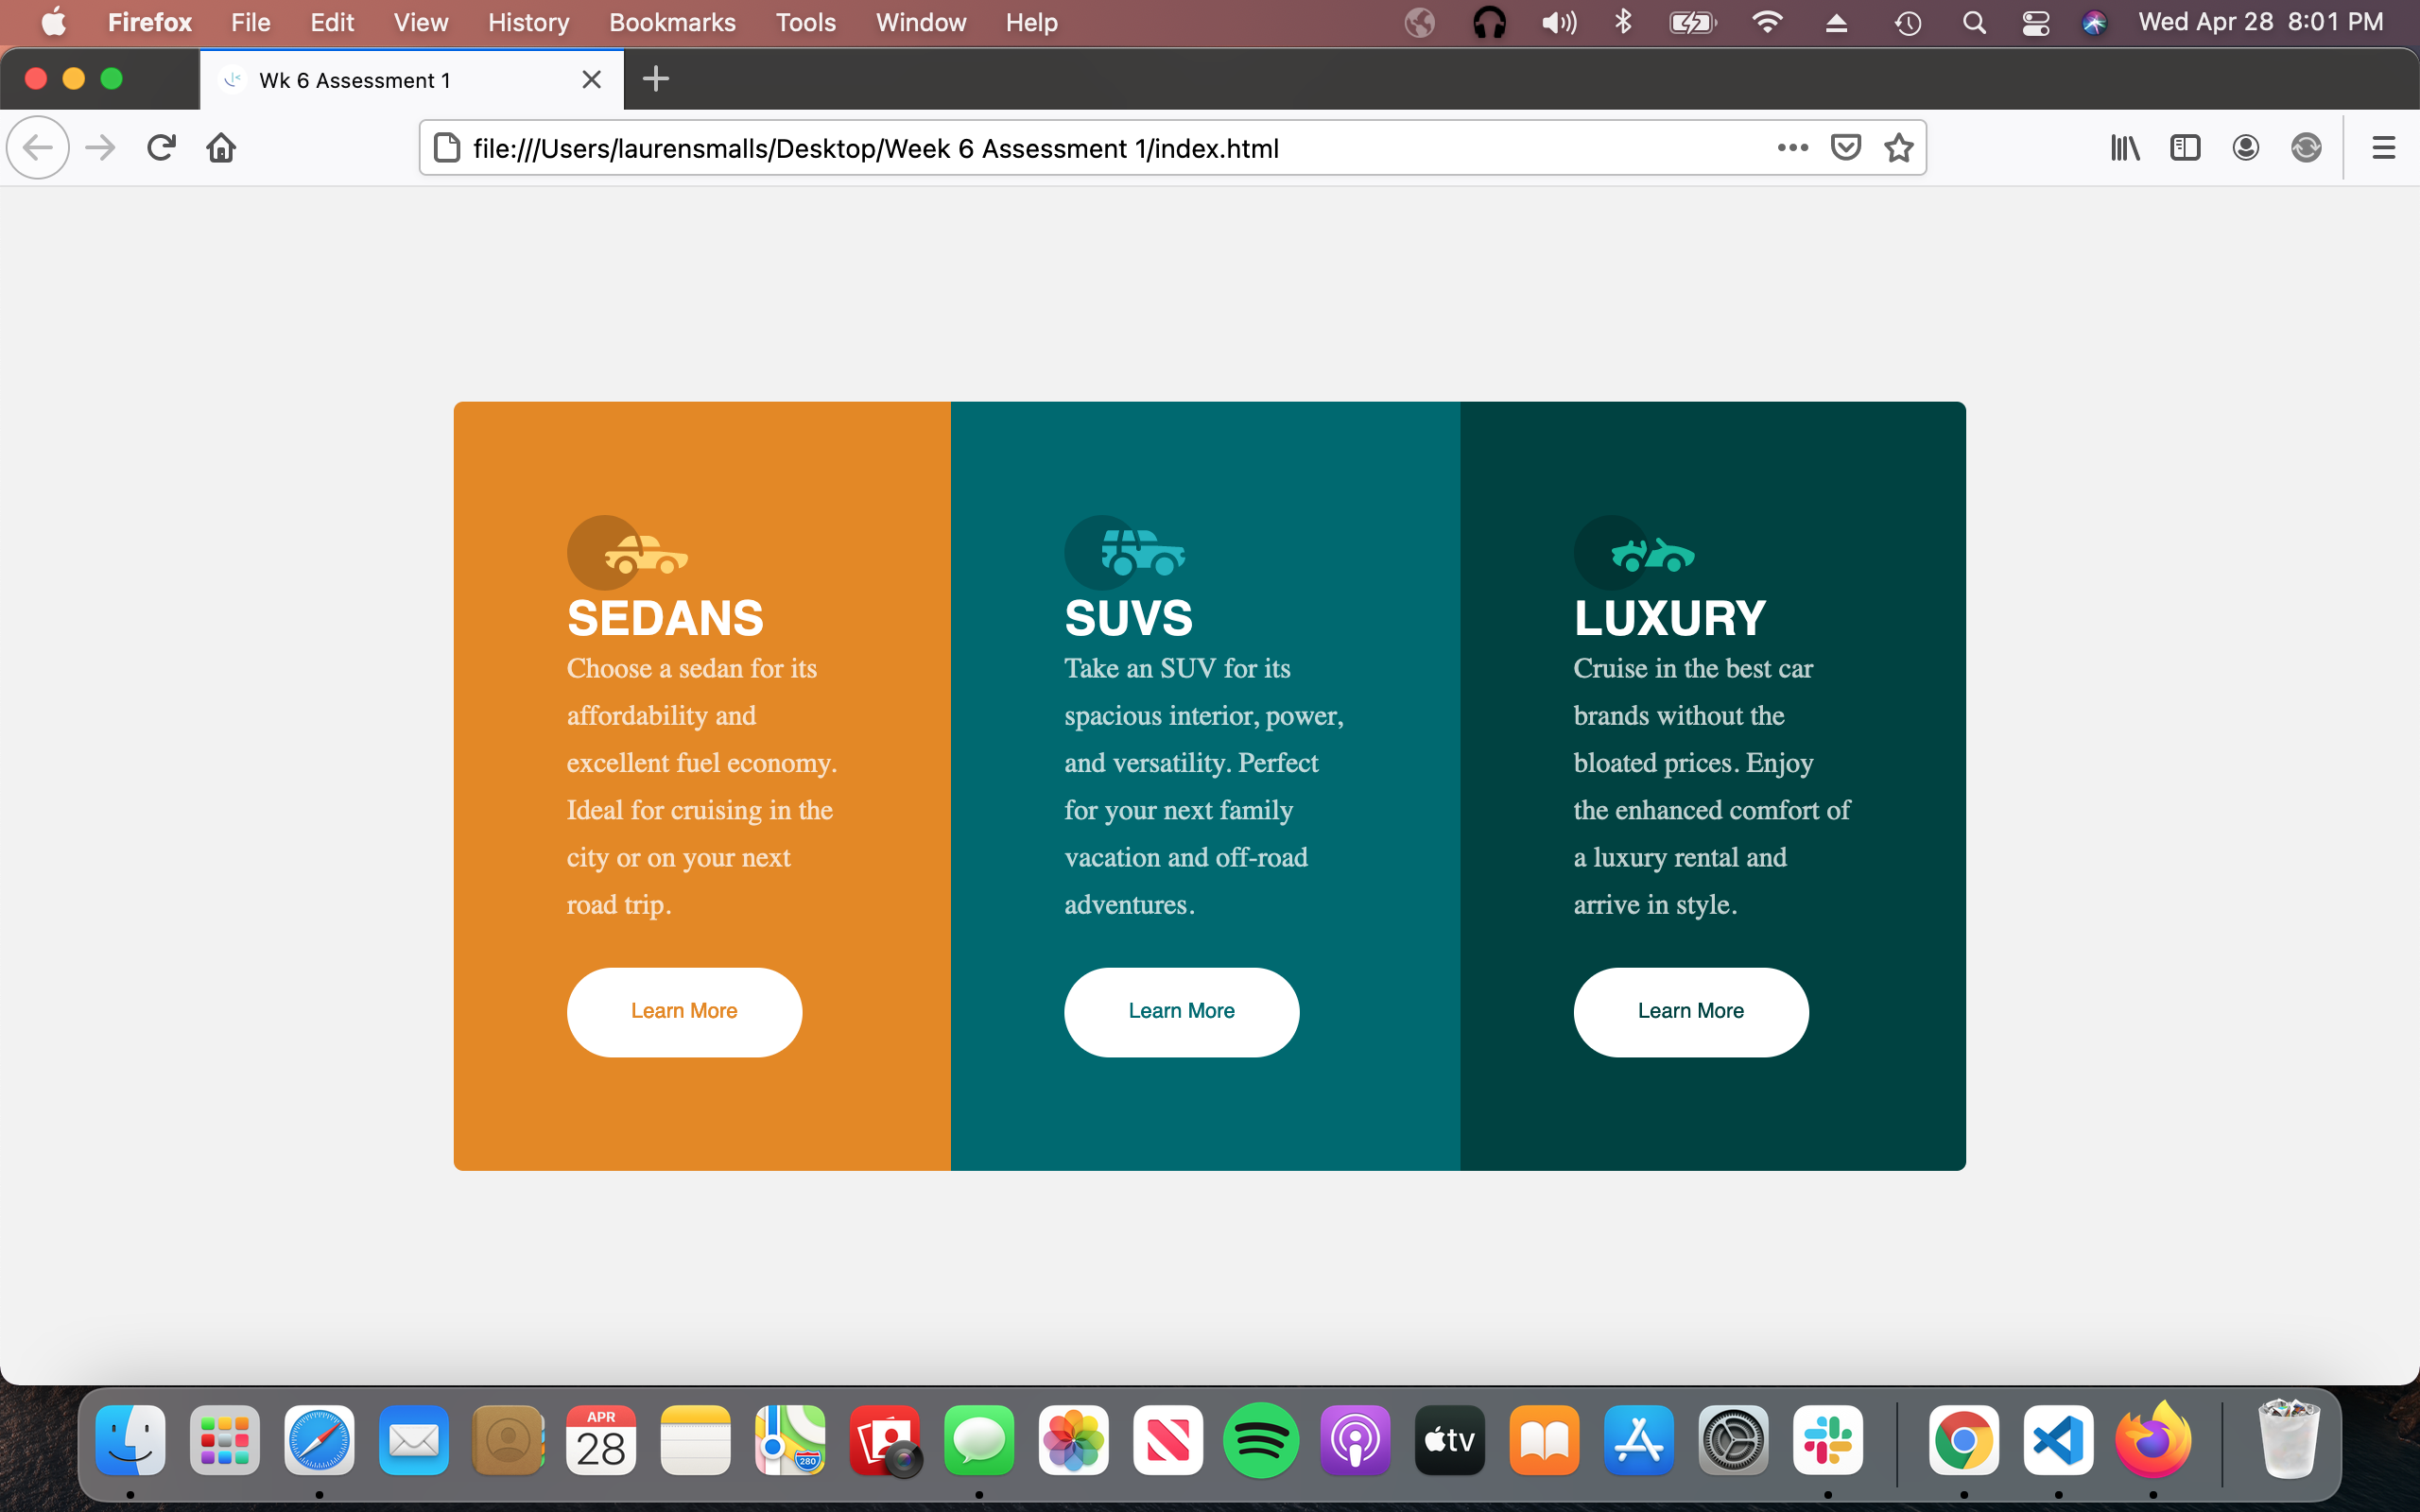 Firefox File Edit View History Bookmarks Tools Window Help Wed Apr 28 8:01 PM
Wk 6 Assessment 1
file:///Users/laurensmalls/Desktop/Week 6 Assessment 1/index.html
SEDANS
Choose a sedan for its
affordability and
excellent fuel economy.
Ideal for cruising in the
city or on your next
road trip.
Learn More
SUVS
Take an SUV for its
spacious interior, power,
and versatility. Perfect
for your next family
vacation and off-road
adventures.
Learn More
LUXURY
Cruise in the best car
brands without the
bloated prices. Enjoy
the enhanced comfort of
a luxury rental and
arrive in style.
Learn More
APR
28
280
tv